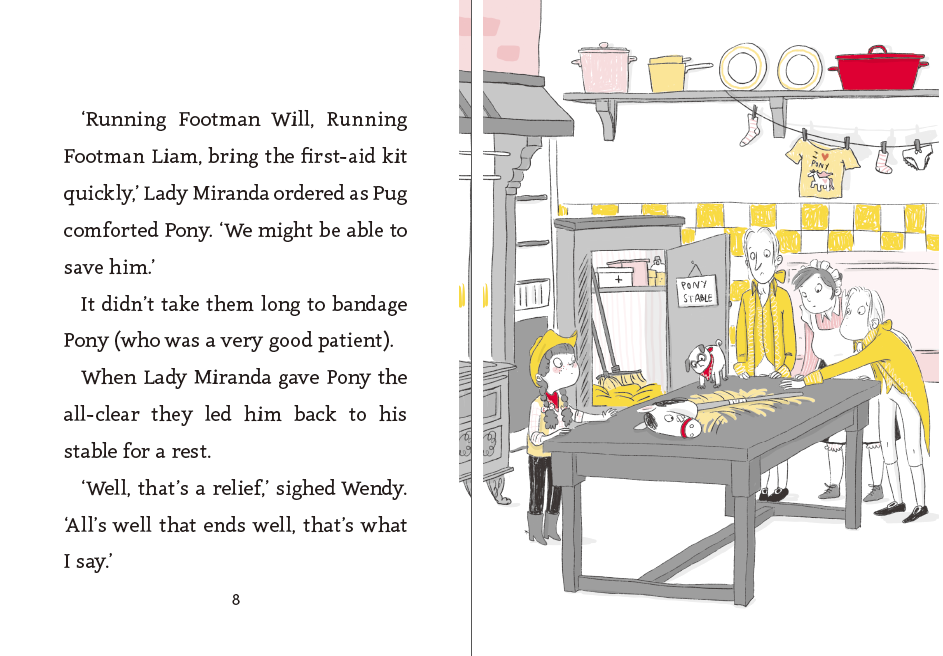 ‘Running Footman Will, Running
Footman Liam, bring the first-aid kit
quickly,’ Lady Miranda ordered as Pug
comforted Pony. ‘We might be able to
save him.’
It didn’t take them long to bandage
Pony (who was a very good patient).
When Lady Miranda gave Pony the
all-clear they led him back to his
stable for a rest.
‘Well, that’s a relief,’ sighed Wendy.
‘All’s well that ends well, that’s what
I say.’
8
I ♥
PONY
PONY
STABLE